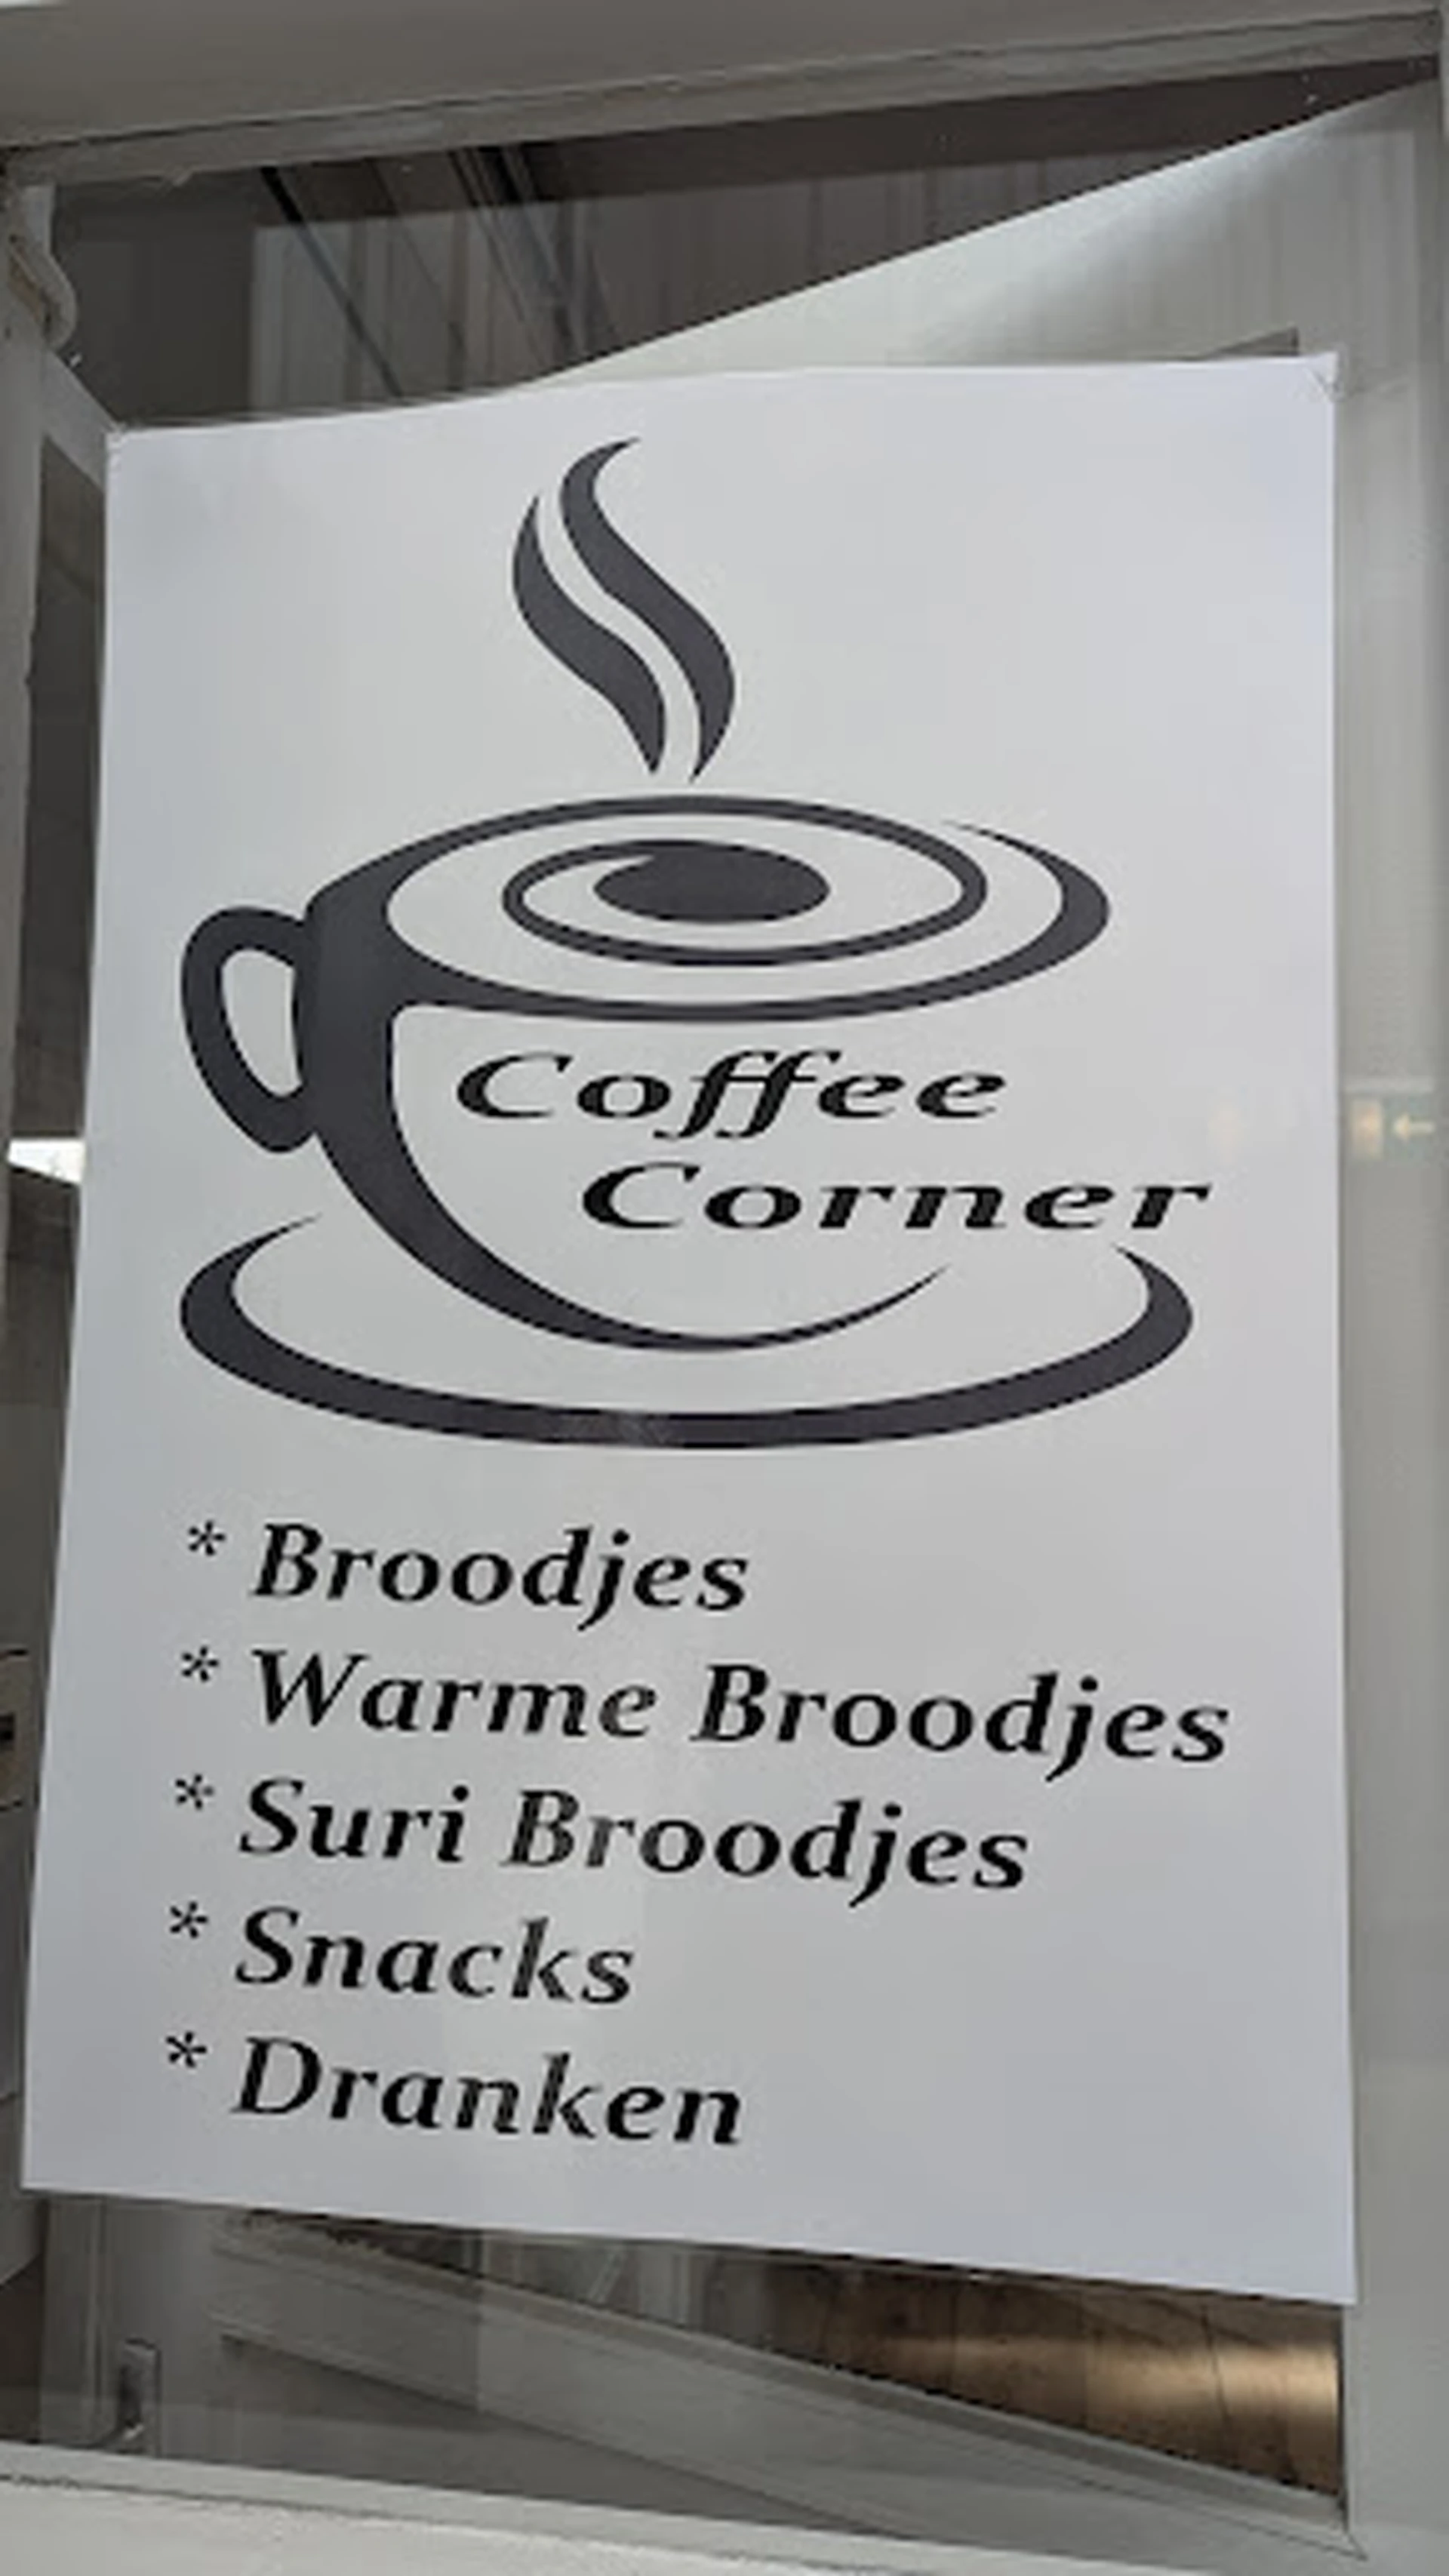 Coffee
Corner
* Broodjes
* Warme Broodjes
* Suri Broodjes
* Snacks
* Dranken